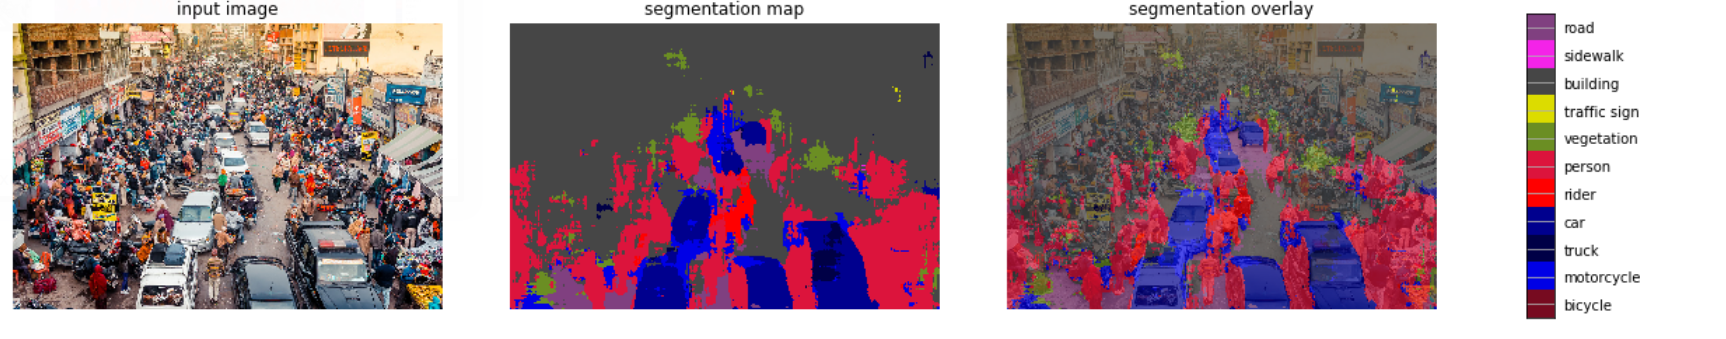 input image
segmentation map
segmentation overlay
road
sidewalk
building
traffic sign
vegetation
person
rider
car
truck
motorcycle
bicycle